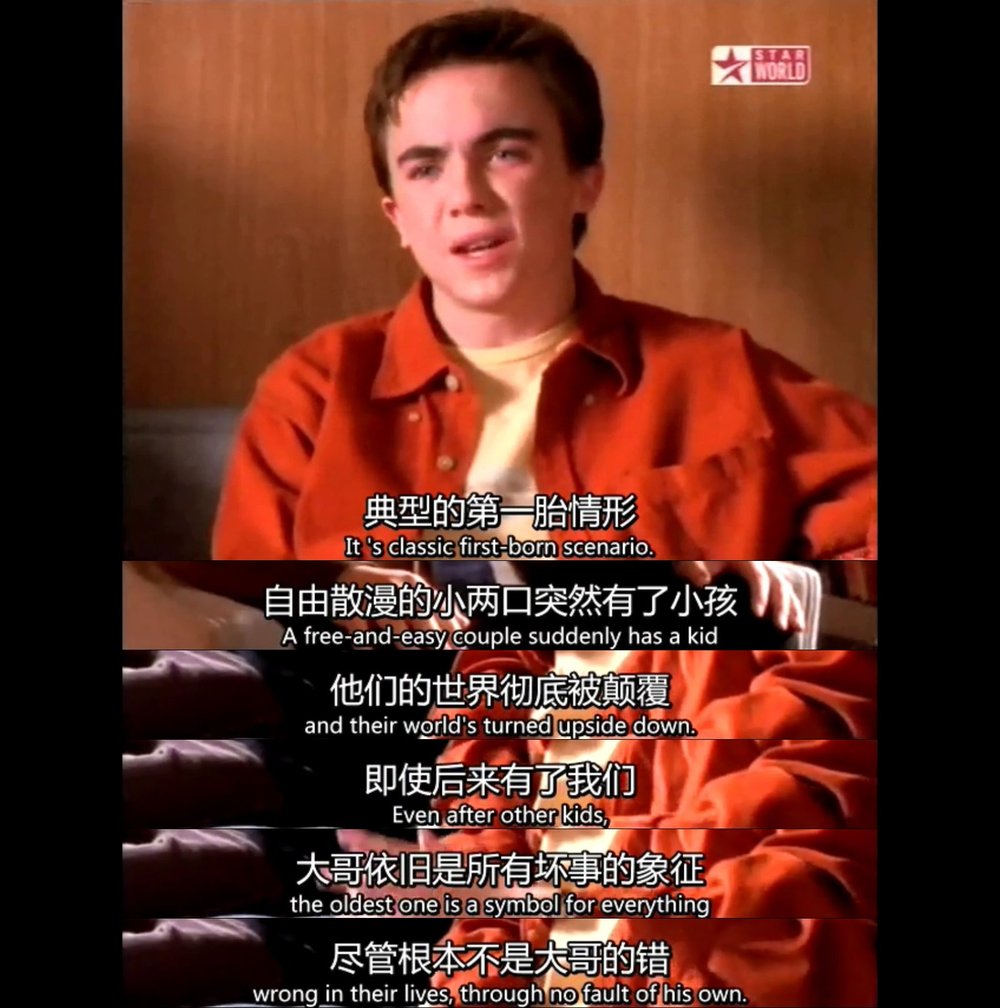 STAR
WORLD
典型的第一胎情形
It 's classic first-born scenario.
自由散漫的小两口突然有了小孩
A free-and-easy couple suddenly has a kid
他们的世界彻底被颠覆
and their world's turned upside down.
即使后来有了我们
Even after other kids,
大哥依旧是所有坏事的象征
the oldest one is a symbol for everything
尽管根本不是大哥的错
wrong in their lives, through no fault of his own.